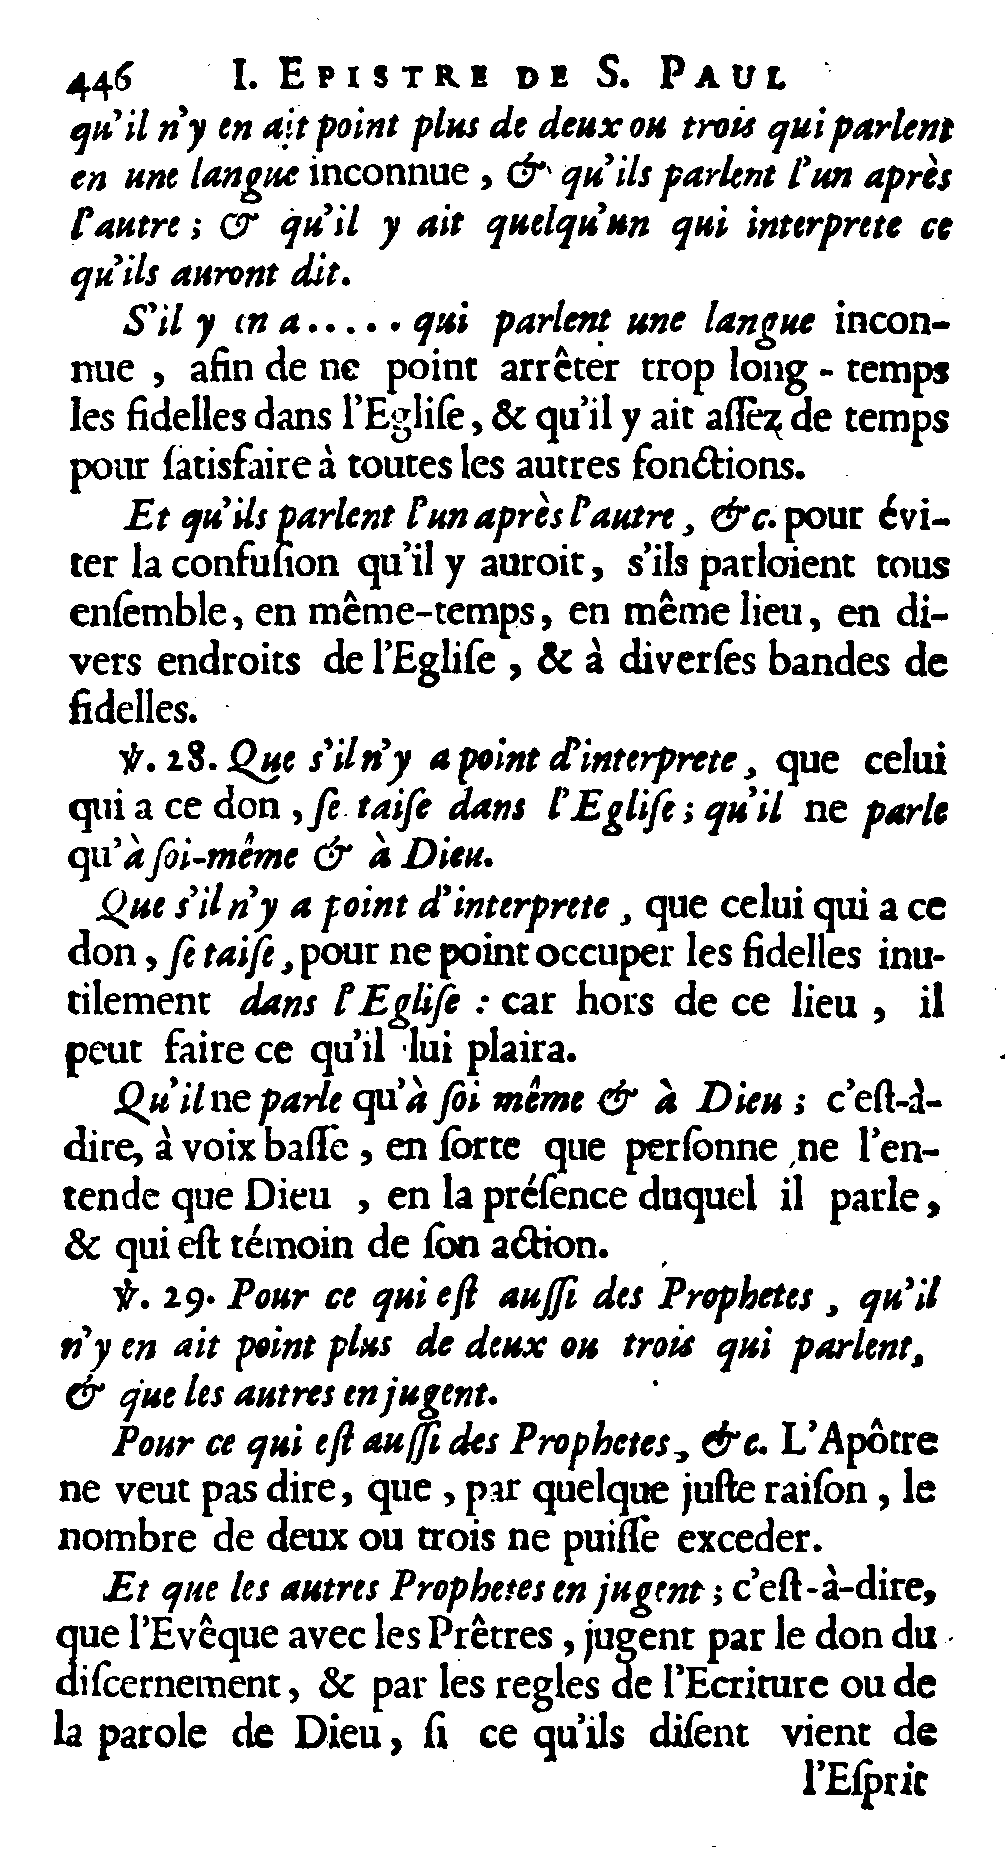 446 I. EPISTRE DE S. PAUL
qu'il n'y en ait point plus de deux ou trois qui parlent
en une langue inconnue, & qu'ils parlent l'un après
l'autre ; & qu'il y ait quelqu'un qui interprete ce
qu'ils auront dit.
S'il y en a..... qui parlent une langue incon-
nue, afin de ne point arrêter trop long-temps
les fidelles dans l'Egliſe, & qu'il y ait aſſez de temps
pour ſatisfaire à toutes les autres fonctions.
Et qu'ils parlent l'un après l'autre, &c. pour évi-
ter la confuſion qu'il y auroit, s'ils parloient tous
enſemble, en même-temps, en même lieu, en di-
vers endroits de l'Egliſe, & à diverſes bandes de
fidelles.
℣. 28. Que s'il n'y a point d'interprete, que celui
qui a ce don, ſe taiſe dans l'Egliſe ; qu'il ne parle
qu'à ſoi-même & à Dieu.
Que s'il n'y a point d'interprete, que celui qui a ce
don, ſe taiſe, pour ne point occuper les fidelles inu-
tilement dans l'Egliſe : car hors de ce lieu, il
peut faire ce qu'il lui plaira.
Qu'il ne parle qu'à ſoi même & à Dieu ; c'eſt-à-
dire, à voix baſſe, en ſorte que perſonne ne l'en-
tende que Dieu, en la préſence duquel il parle,
& qui eſt témoin de ſon action.
℣. 29. Pour ce qui eſt auſſi des Prophetes, qu'il
n'y en ait point plus de deux ou trois qui parlent,
& que les autres en jugent.
Pour ce qui eſt auſſi des Prophetes, &c. L'Apôtre
ne veut pas dire, que, par quelque juſte raiſon, le
nombre de deux ou trois ne puiſſe exceder.
Et que les autres Prophetes en jugent ; c'eſt-à-dire,
que l'Evêque avec les Prêtres, jugent par le don du
diſcernement, & par les regles de l'Ecriture ou de
la parole de Dieu, ſi ce qu'ils diſent vient de
l'Eſprit